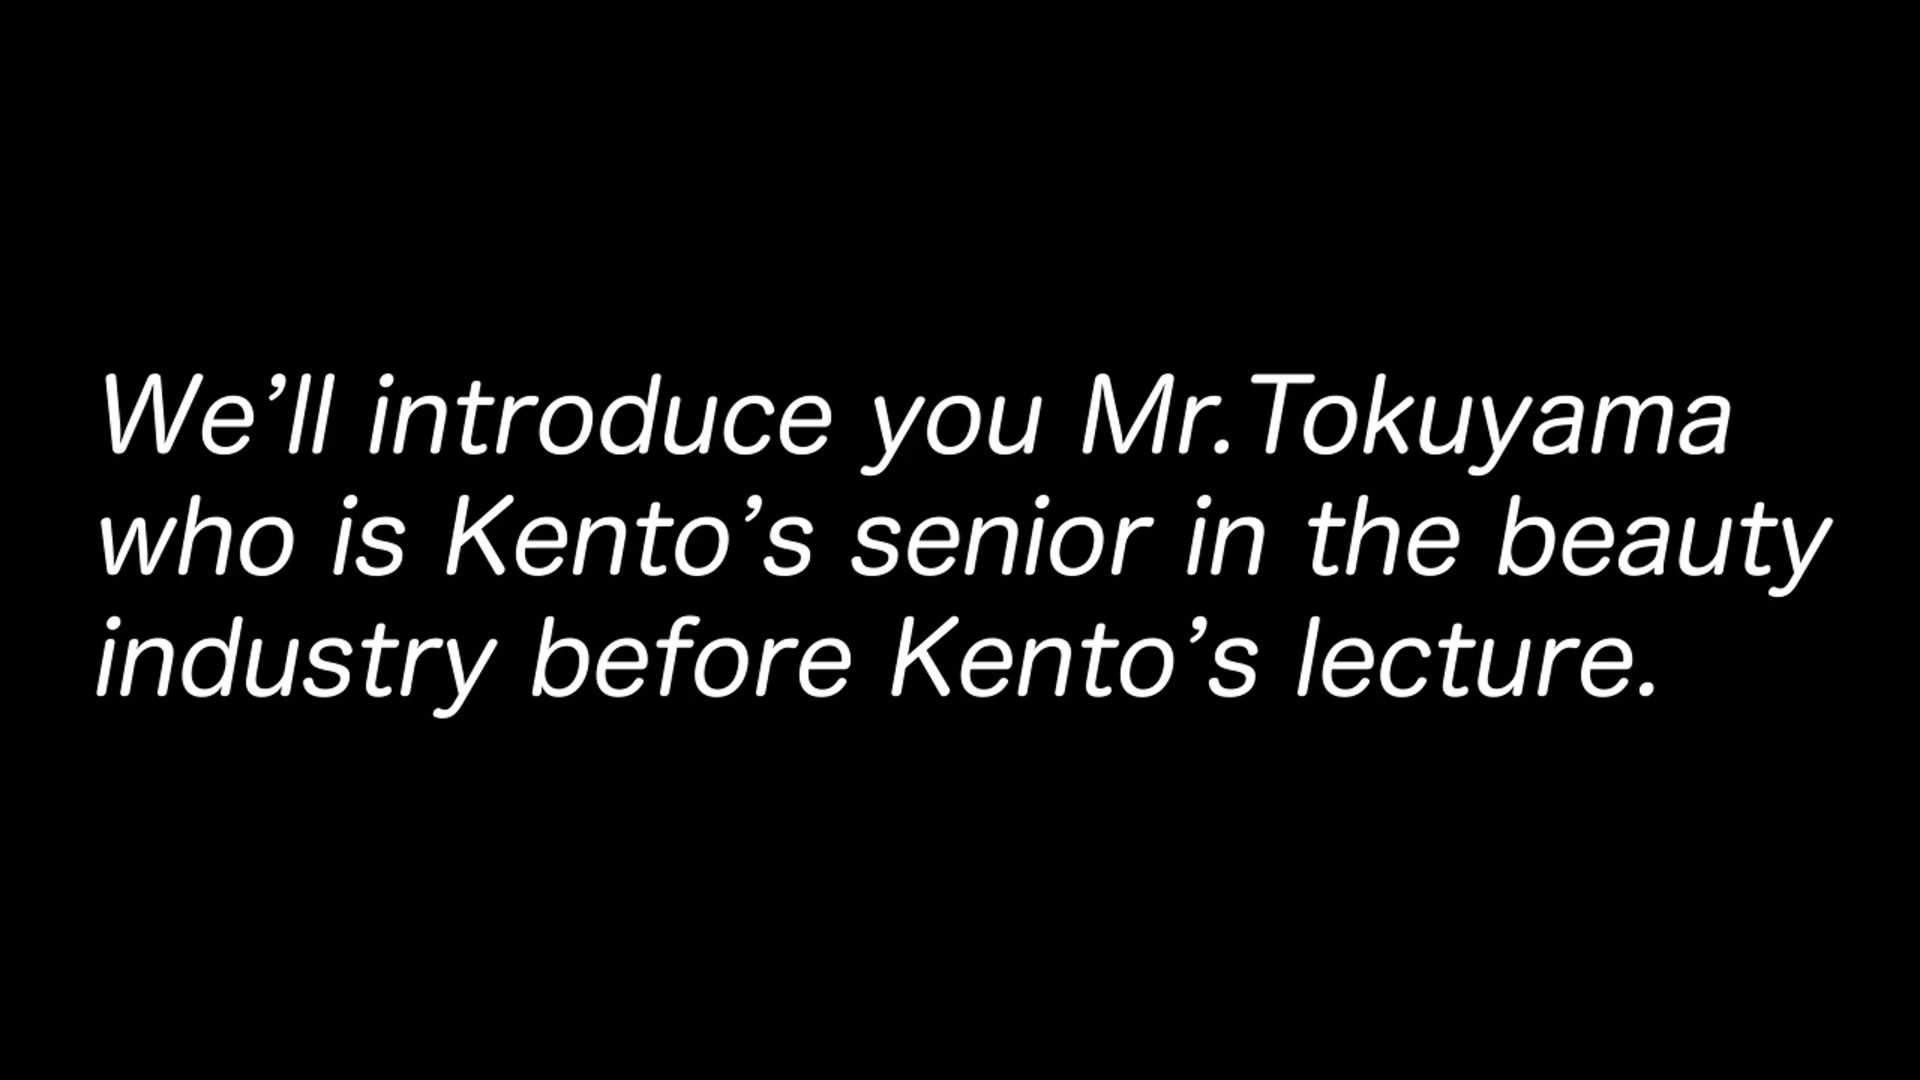 We’ll introduce you Mr.Tokuyama
who is Kento’s senior in the beauty
industry before Kento’s lecture.